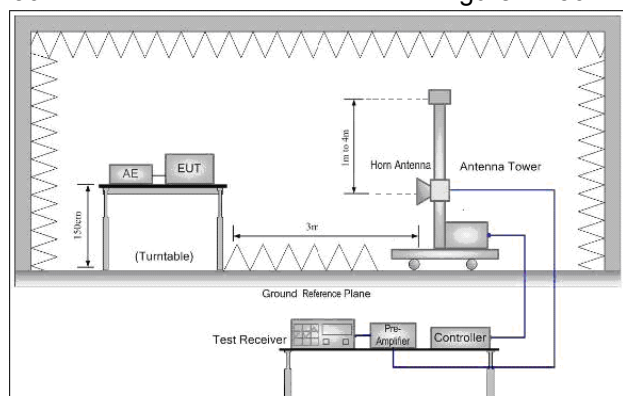 AE
EUT
150cm
(Turntable)
3m
1m to 4m
Horn Antenna
Antenna Tower
Ground Reference Plane
Test Receiver
Pre-
Amplifier
Controller